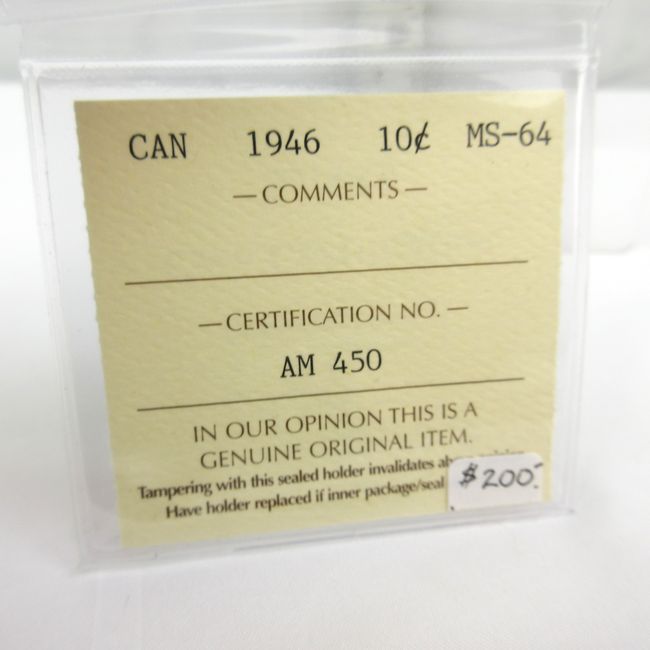 CAN 1946 10¢ MS-64
— COMMENTS —
— CERTIFICATION NO. —
AM 450
IN OUR OPINION THIS IS A
GENUINE ORIGINAL ITEM.
Tampering with this sealed holder invalidates
Have holder replaced if inner package/seal
$200.-